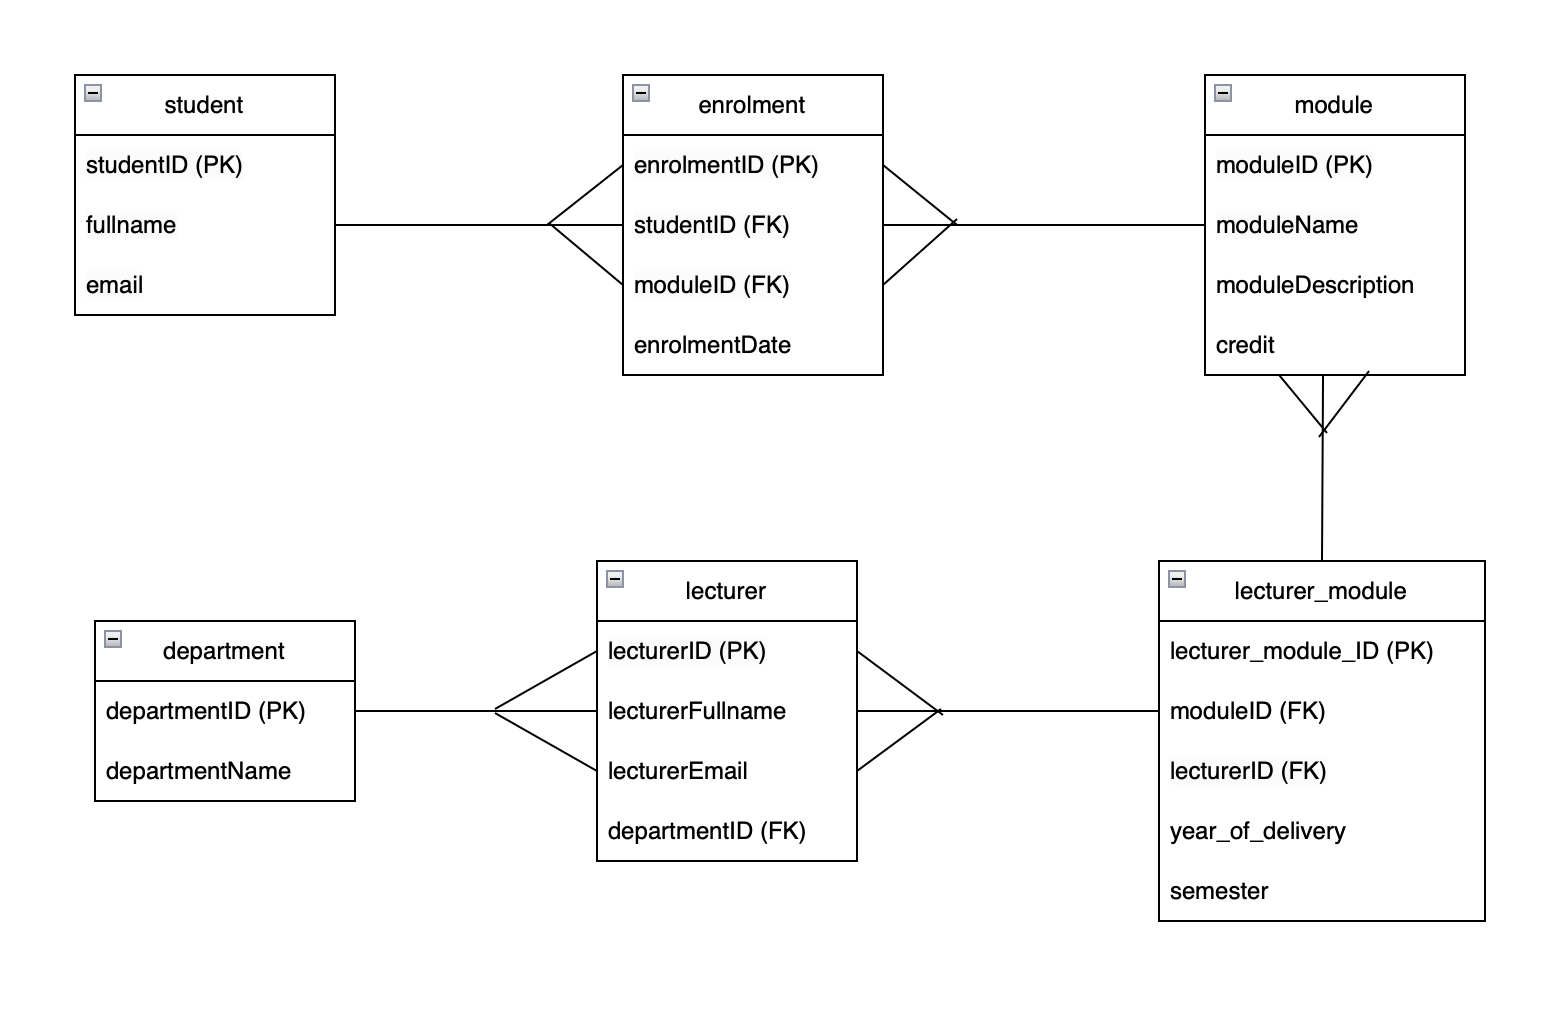 student
studentID (PK)
fullname
email
enrolment
enrolmentID (PK)
studentID (FK)
moduleID (FK)
enrolmentDate
module
moduleID (PK)
moduleName
moduleDescription
credit
department
departmentID (PK)
departmentName
lecturer
lecturerID (PK)
lecturerFullname
lecturerEmail
departmentID (FK)
lecturer_module
lecturer_module_ID (PK)
moduleID (FK)
lecturerID (FK)
year_of_delivery
semester